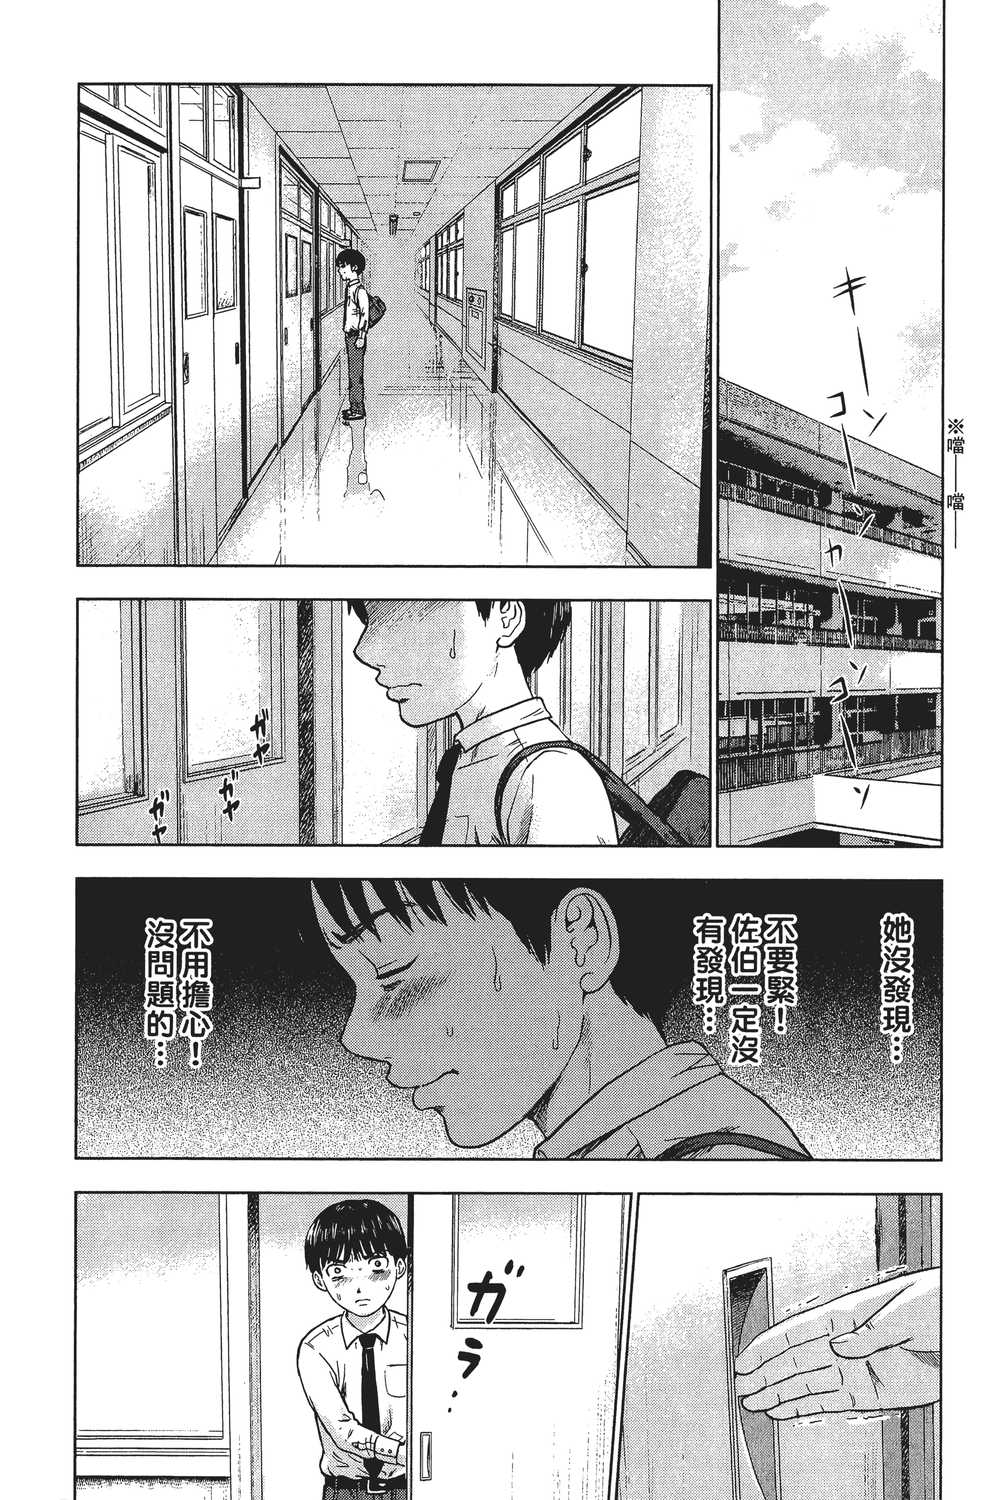 キーンコーンカーンコーン
※噹——噹——
ガヤ
ガヤ
ガヤ
她沒發現…
不要緊！
佐伯一定沒
有發現…
不用擔心！
沒問題的…
ガラ…